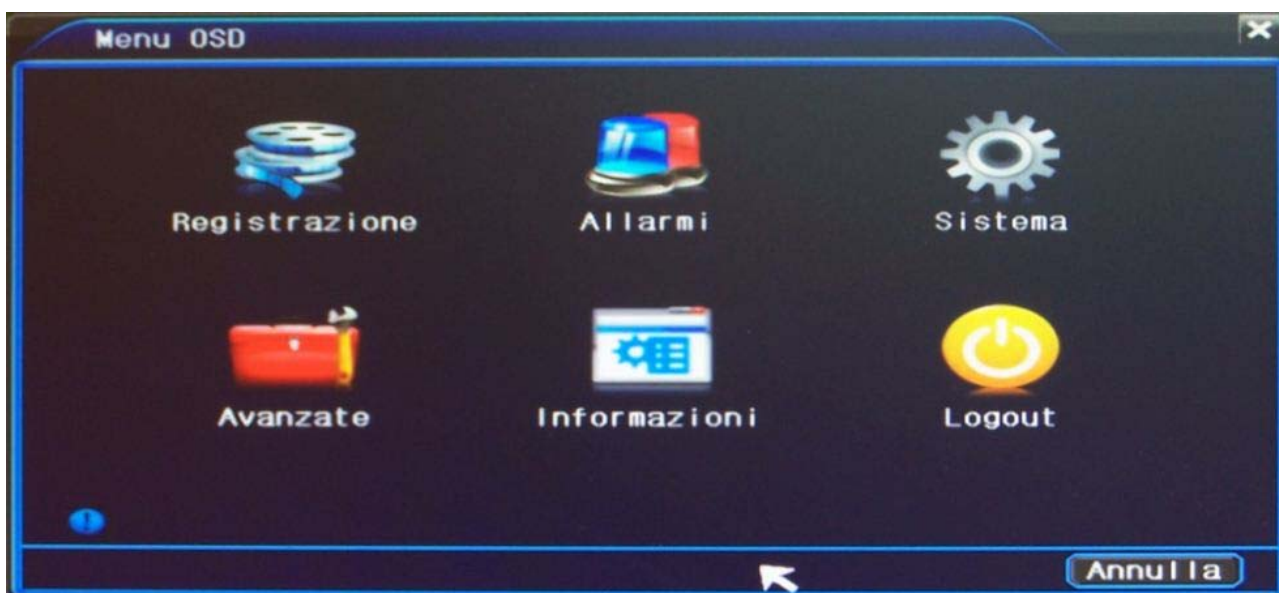 Menu OSD
Registrazione Allarmi Sistema
Avanzate Informazioni Logout
Annulla